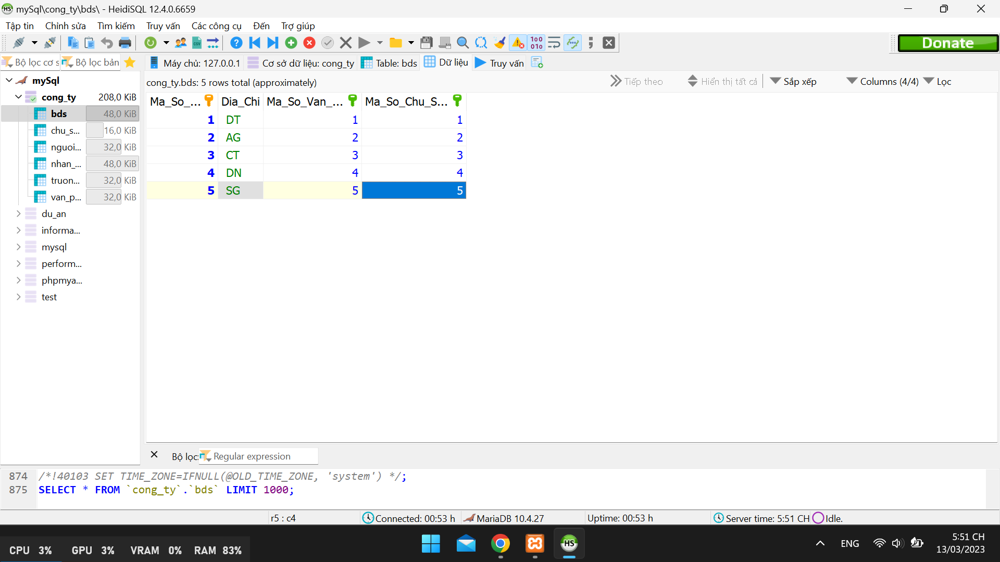 mySql\cong_ty\bds\ - HeidiSQL 12.4.0.6659
Tập tin Chỉnh sửa Tìm kiếm Truy vấn Các công cụ Đến Trợ giúp
Donate
Bộ lọc cơ s Bộ lọc bản Máy chủ: 127.0.0.1 Cơ sở dữ liệu: cong_ty Table: bds Dữ liệu Truy vấn
cong_ty.bds: 5 rows total (approximately) Tiếp theo Hiển thị tất cả Sắp xếp Columns (4/4) Lọc
mySql
cong_ty 208,0 KiB
bds 48,0 KiB
chu_s... 16,0 KiB
nguoi... 32,0 KiB
nhan_... 48,0 KiB
truon... 32,0 KiB
van_p... 32,0 KiB
du_an
informa...
mysql
perform...
phpmya...
test
Ma_So_... Dia_Chi Ma_So_Van_... Ma_So_Chu_S...
1 DT 1 1
2 AG 2 2
3 CT 3 3
4 DN 4 4
5 SG 5 5
Bộ lọc: Regular expression
874 /*!40103 SET TIME_ZONE=IFNULL(@OLD_TIME_ZONE, 'system') */;
875 SELECT * FROM `cong_ty`.`bds` LIMIT 1000;
r5 : c4 Connected: 00:53 h MariaDB 10.4.27 Uptime: 00:53 h Server time: 5:51 CH Idle.
CPU 3% GPU 3% VRAM 0% RAM 83%
HS
ENG
5:51 CH
13/03/2023